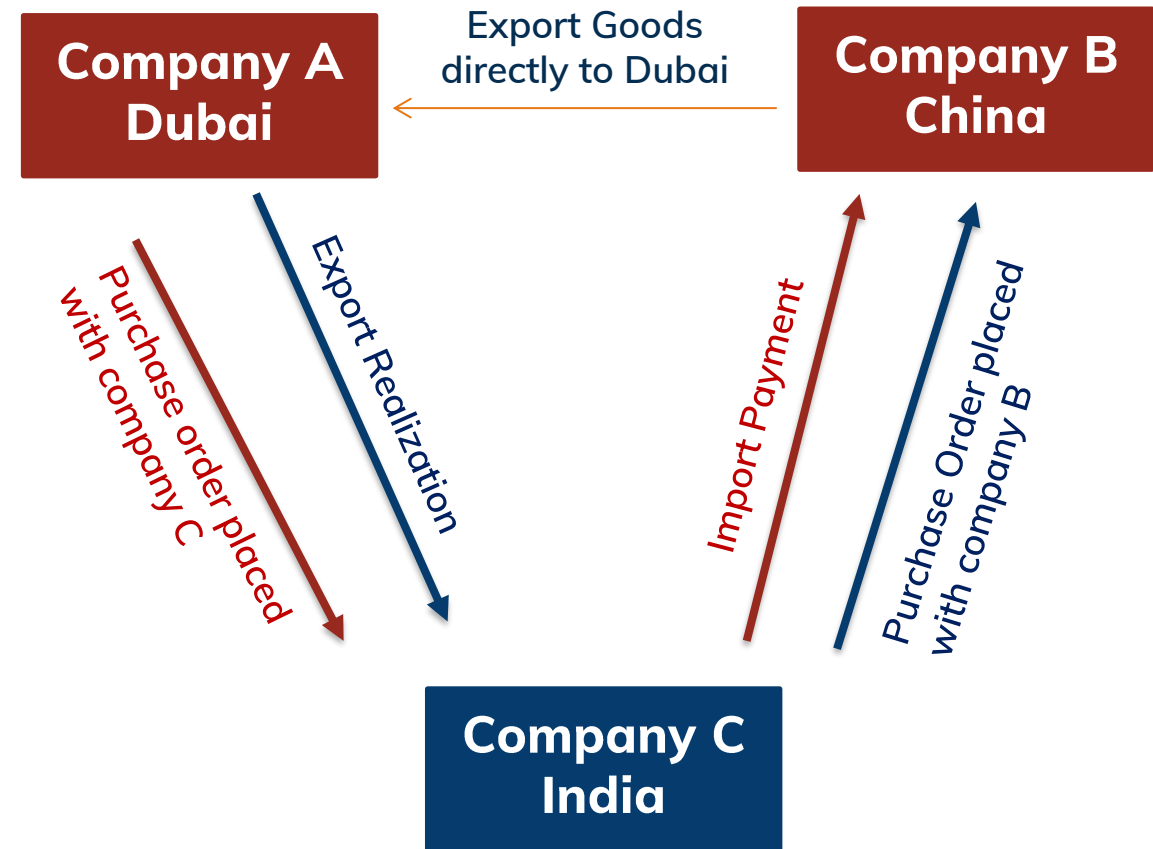 Company A
Dubai
Export Goods
directly to Dubai
Company B
China
Purchase order placed
with company C
Export Realization
Import Payment
Purchase Order placed
with company B
Company C
India